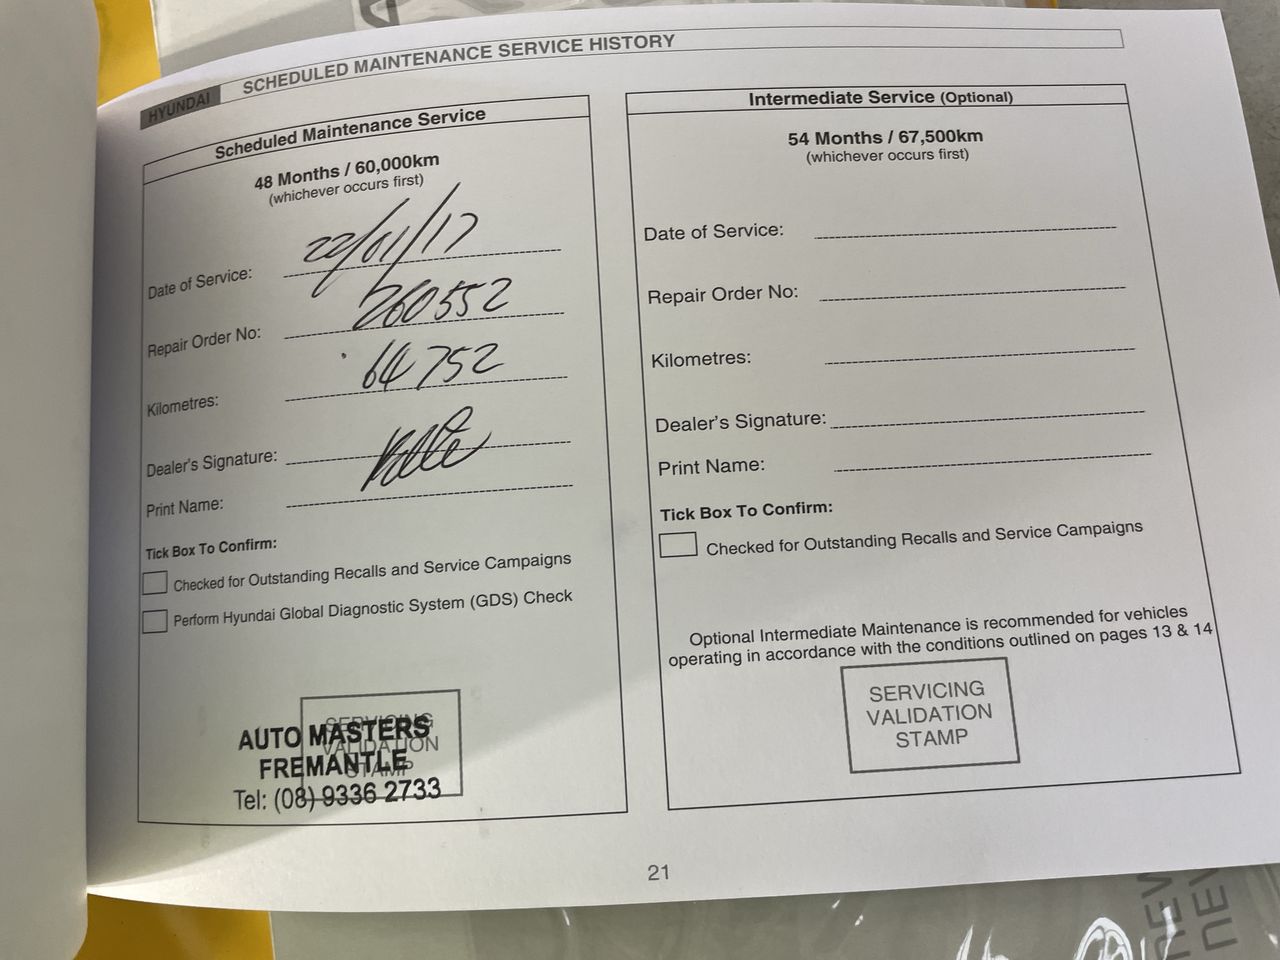 HYUNDAI
SCHEDULED MAINTENANCE SERVICE HISTORY
Scheduled Maintenance Service
48 Months / 60,000km
(whichever occurs first)
Date of Service: 22/01/17
Repair Order No: 260552
Kilometres: 64752
Dealer's Signature:
Print Name:
Tick Box To Confirm:
Checked for Outstanding Recalls and Service Campaigns
Perform Hyundai Global Diagnostic System (GDS) Check
SERVICING
VALIDATION
STAMP
AUTO MASTERS
FREMANTLE
Tel: (08) 9336 2733
Intermediate Service (Optional)
54 Months / 67,500km
(whichever occurs first)
Date of Service:
Repair Order No:
Kilometres:
Dealer's Signature:
Print Name:
Tick Box To Confirm:
Checked for Outstanding Recalls and Service Campaigns
Optional Intermediate Maintenance is recommended for vehicles
operating in accordance with the conditions outlined on pages 13 & 14
SERVICING
VALIDATION
STAMP
21